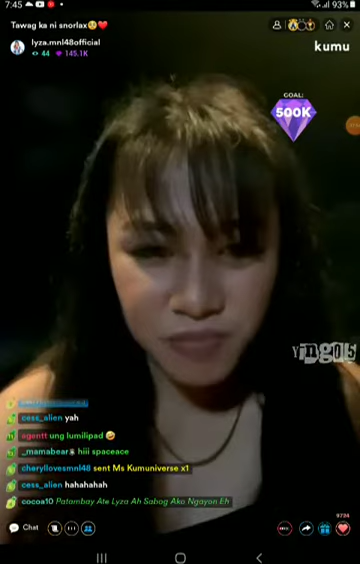 7:45
93%
Tawag ka ni snorlax🥺❤️
lyza.mnl48official
44 145.1K
kumu
GOAL:
500K
yingo5
cess_alien yah
agentt ung lumilipad 🤣
_mamabear hiii spaceace
cheryllovesmnl48 sent Ms Kumuniverse x1
cess_alien hahahahah
cocoa10 Patambay Ate Lyza Ah Sabog Ako Ngayon Eh
9734
Chat